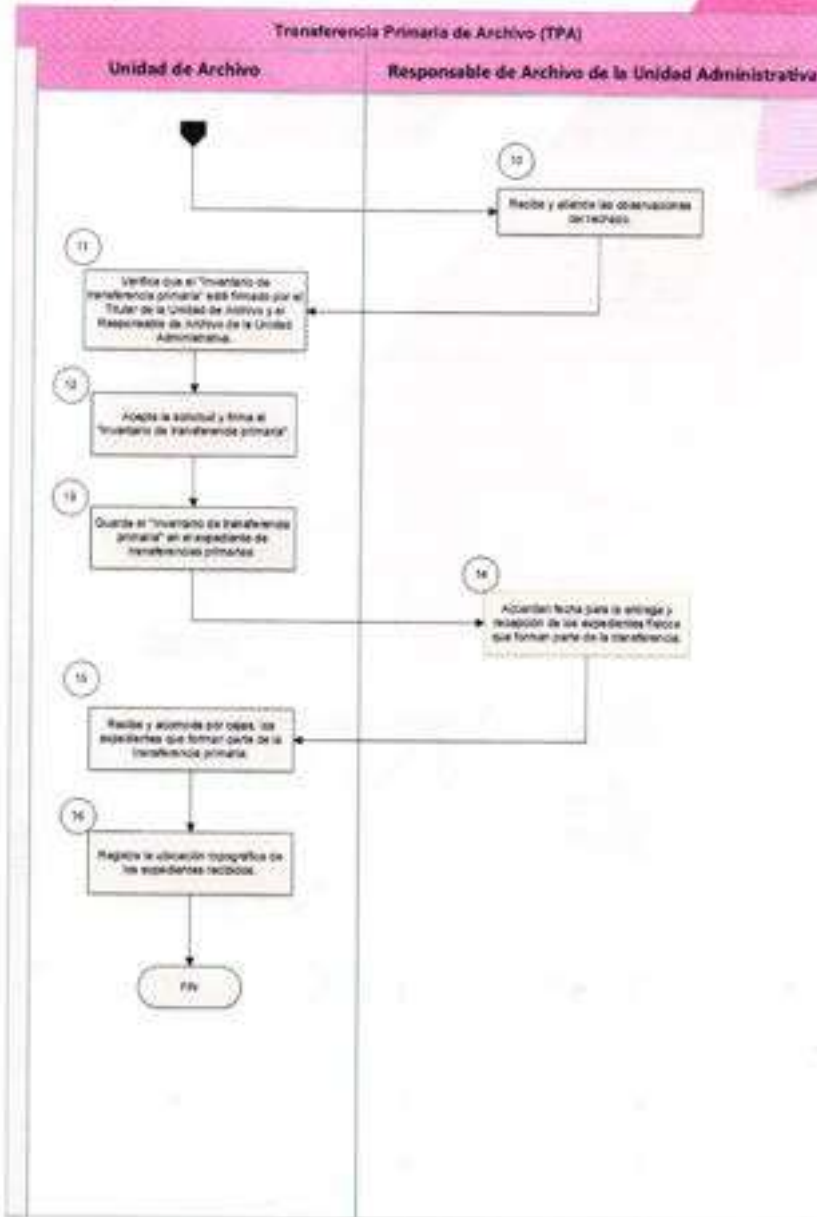 Transferencia Primaria de Archivo (TPA)
Unidad de Archivo
Responsable de Archivo de la Unidad Administrativa
10
Recibe y atiende las observaciones
del rechazo.
11
Verifica que el "Inventario de
transferencia primaria" esté firmado por el
Titular de la Unidad de Archivo y el
Responsable de Archivo de la Unidad
Administrativa.
12
Acepta la solicitud y firma el
"Inventario de transferencia primaria"
13
Guarda el "Inventario de transferencia
primaria" en el expediente de
transferencias primarias
14
Acuerdan fecha para la entrega y
recepción de los expedientes físicos
que forman parte de la transferencia.
15
Recibe y acomoda por cajas, los
expedientes que forman parte de la
transferencia primaria.
16
Registra la ubicación topográfica de
los expedientes recibidos.
FIN